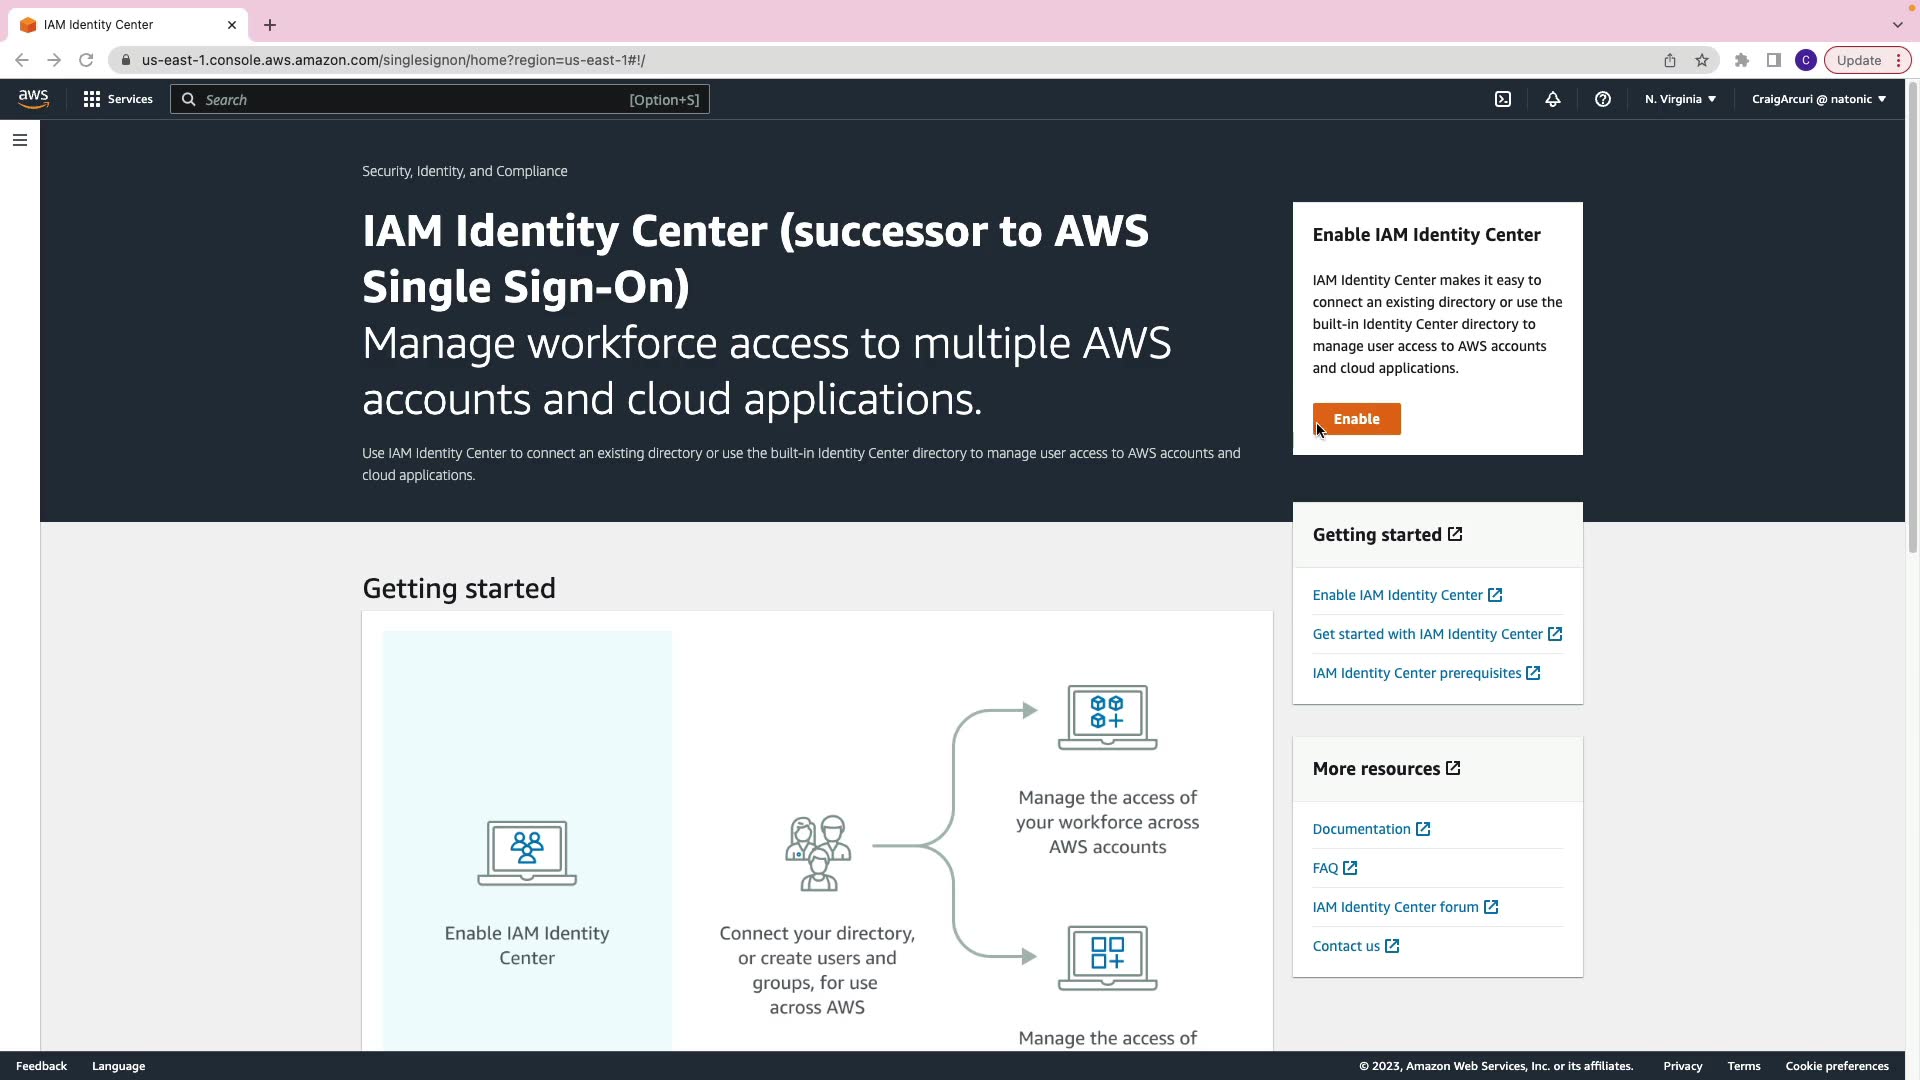 IAM Identity Center
us-east-1.console.aws.amazon.com/singlesignon/home?region=us-east-1#!/
C
Update
aws
Services
Search
[Option+S]
N. Virginia
CraigArcuri @ natonic
Security, Identity, and Compliance
IAM Identity Center (successor to AWS
Single Sign-On)
Manage workforce access to multiple AWS
accounts and cloud applications.
Use IAM Identity Center to connect an existing directory or use the built-in Identity Center directory to manage user access to AWS accounts and
cloud applications.
Enable IAM Identity Center
IAM Identity Center makes it easy to
connect an existing directory or use the
built-in Identity Center directory to
manage user access to AWS accounts
and cloud applications.
Enable
Getting started
Enable IAM Identity Center
Get started with IAM Identity Center
IAM Identity Center prerequisites
More resources
Documentation
FAQ
IAM Identity Center forum
Contact us
Getting started
Enable IAM Identity
Center
Connect your directory,
or create users and
groups, for use
across AWS
Manage the access of
your workforce across
AWS accounts
Manage the access of
Feedback
Language
© 2023, Amazon Web Services, Inc. or its affiliates.
Privacy
Terms
Cookie preferences